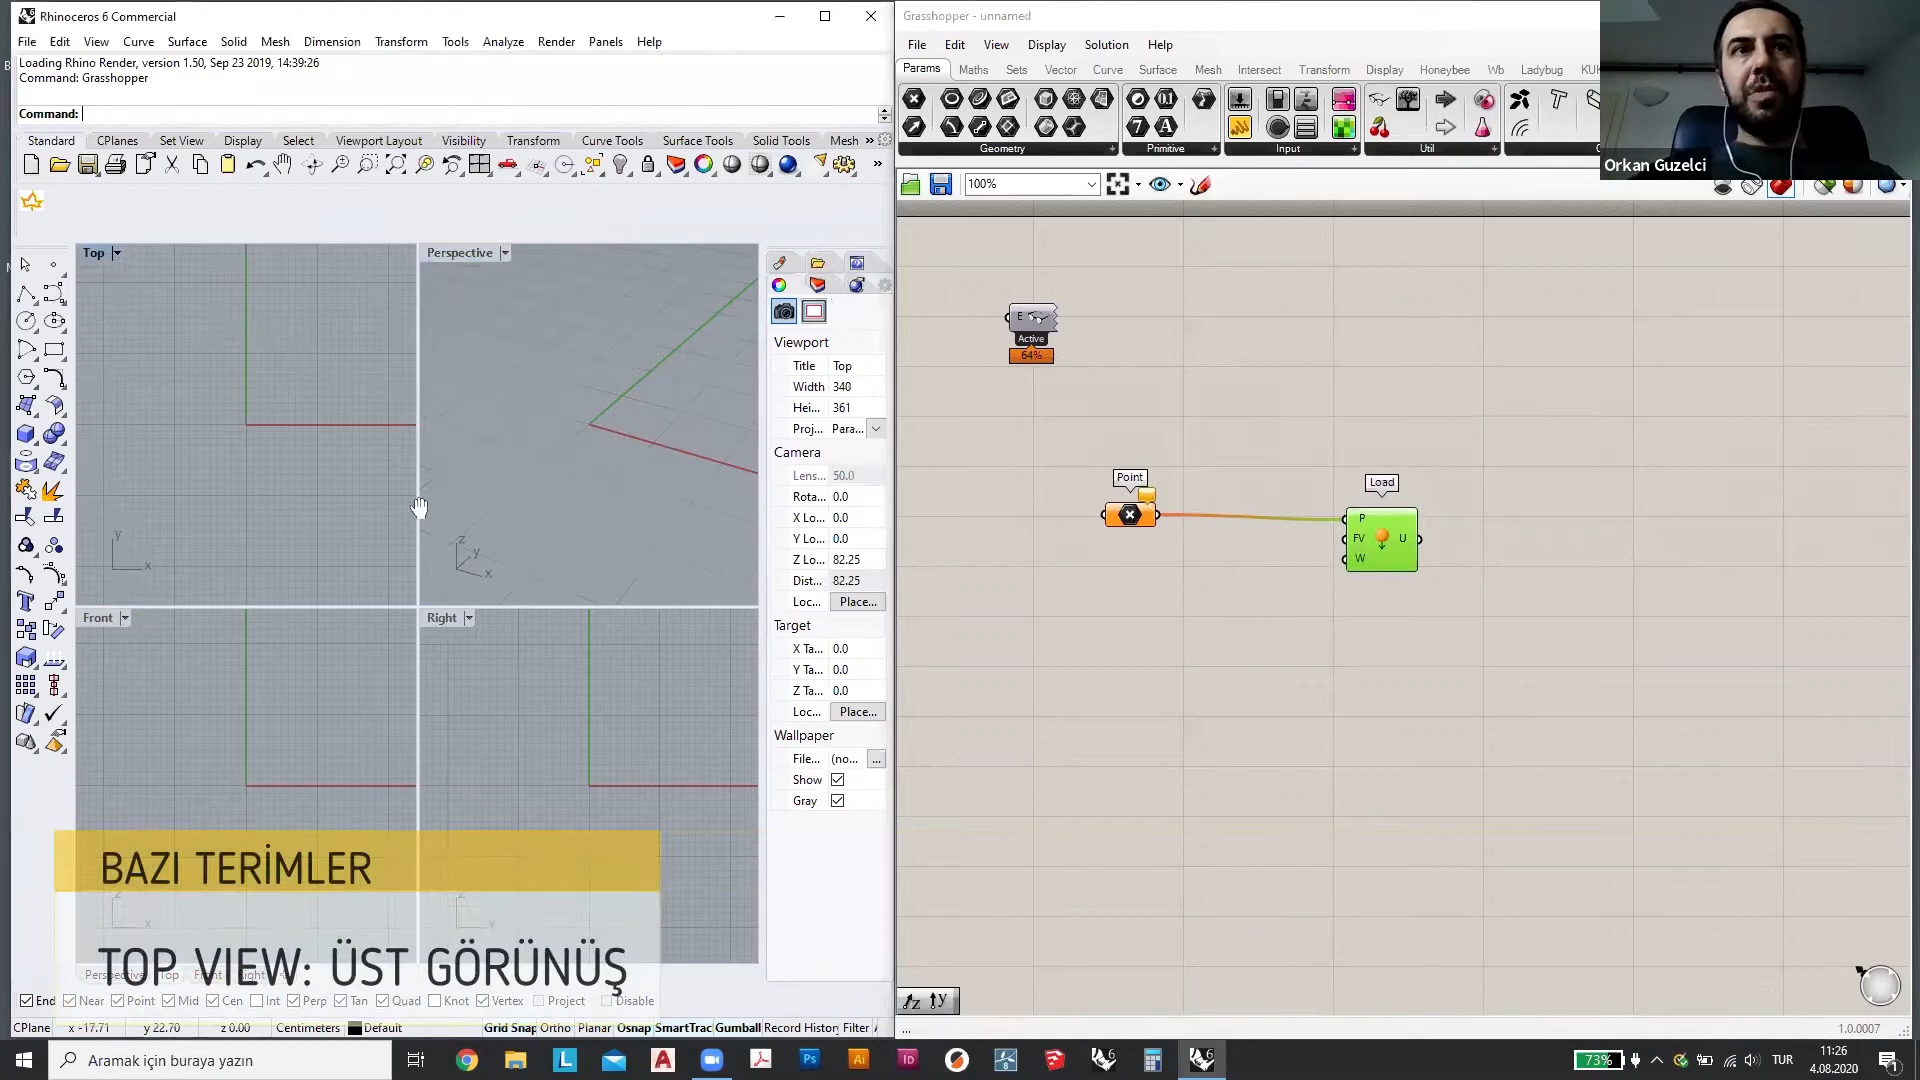 Rhinoceros 6 Commercial
File Edit View Curve Surface Solid Mesh Dimension Transform Tools Analyze Render Panels Help
Loading Rhino Render, version 1.50, Sep 23 2019, 14:39:26
Command: Grasshopper
Command:
Standard CPlanes Set View Display Select Viewport Layout Visibility Transform Curve Tools Surface Tools Solid Tools Mesh »
Top
Perspective
y
x
z
y
x
Front
Right
Viewport
Title Top
Width 340
Hei... 361
Proj... Para...
Camera
Lens... 50.0
Rota... 0.0
X Lo... 0.0
Y Lo... 0.0
Z Lo... 82.25
Dist... 82.25
Loc... Place...
Target
X Ta... 0.0
Y Ta... 0.0
Z Ta... 0.0
Loc... Place...
Wallpaper
File... (no... ...
Show
Gray
BAZI TERİMLER
z
x
y
TOP VIEW: ÜST GÖRÜNÜŞ
Perspective Top Front Right
End Near Point Mid Cen Int Perp Tan Quad Knot Vertex Project Disable
CPlane x -17.71 y 22.70 z 0.00 Centimeters Default Grid Snap Ortho Planar Osnap SmartTrac Gumball Record History Filter
Grasshopper - unnamed
File Edit View Display Solution Help
Params Maths Sets Vector Curve Surface Mesh Intersect Transform Display Honeybee Wb Ladybug KUK
Geometry
Primitive
Input
Util
100%
Orkan Guzelci
E
Active
64%
Point
Load
P
FV
W
U
z y
...
1.0.0007
Aramak için buraya yazın
73%
TUR
11:26
4.08.2020